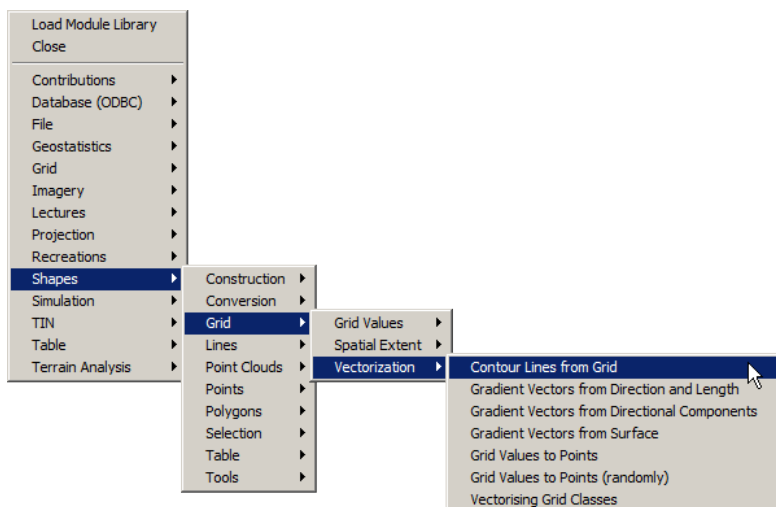 Load Module Library
Close
Contributions
Database (ODBC)
File
Geostatistics
Grid
Imagery
Lectures
Projection
Recreations
Shapes
Simulation
TIN
Table
Terrain Analysis
Construction
Conversion
Grid
Lines
Point Clouds
Points
Polygons
Selection
Table
Tools
Grid Values
Spatial Extent
Vectorization
Contour Lines from Grid
Gradient Vectors from Direction and Length
Gradient Vectors from Directional Components
Gradient Vectors from Surface
Grid Values to Points
Grid Values to Points (randomly)
Vectorising Grid Classes